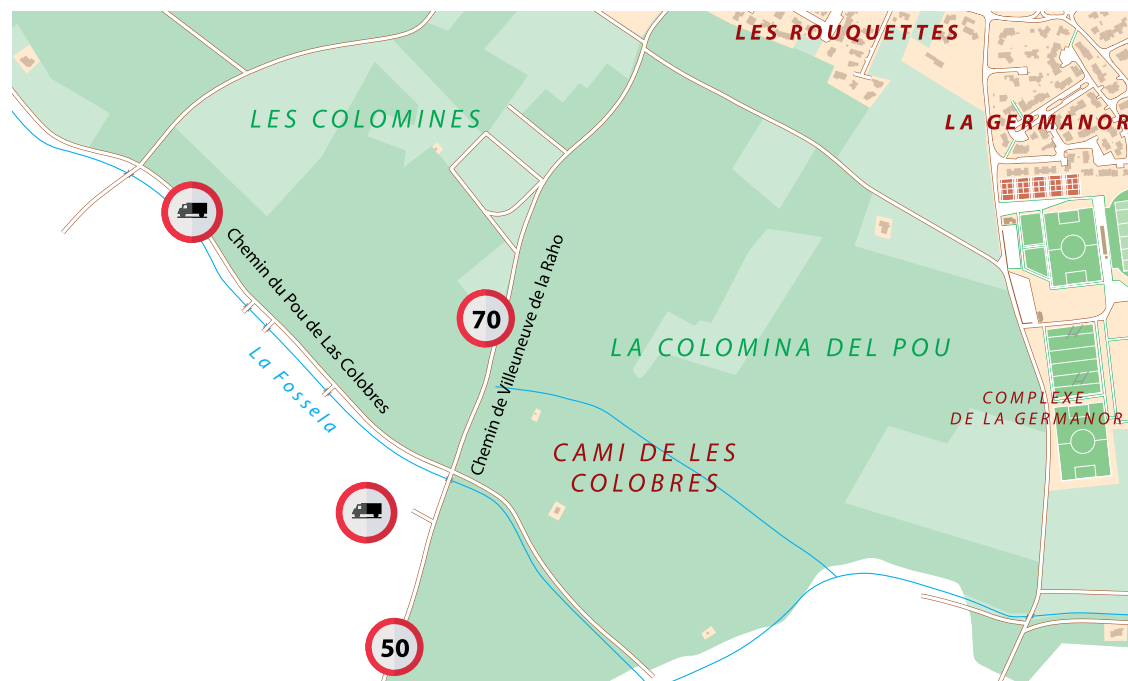 LES ROUQUETTES
LES COLOMINES
LA GERMANOR
Chemin du Pou de Las Colobres
Chemin de Villeuneuve de la Raho
70
LA COLOMINA DEL POU
La Fossela
COMPLEXE
DE LA GERMANOR
CAMI DE LES
COLOBRES
50